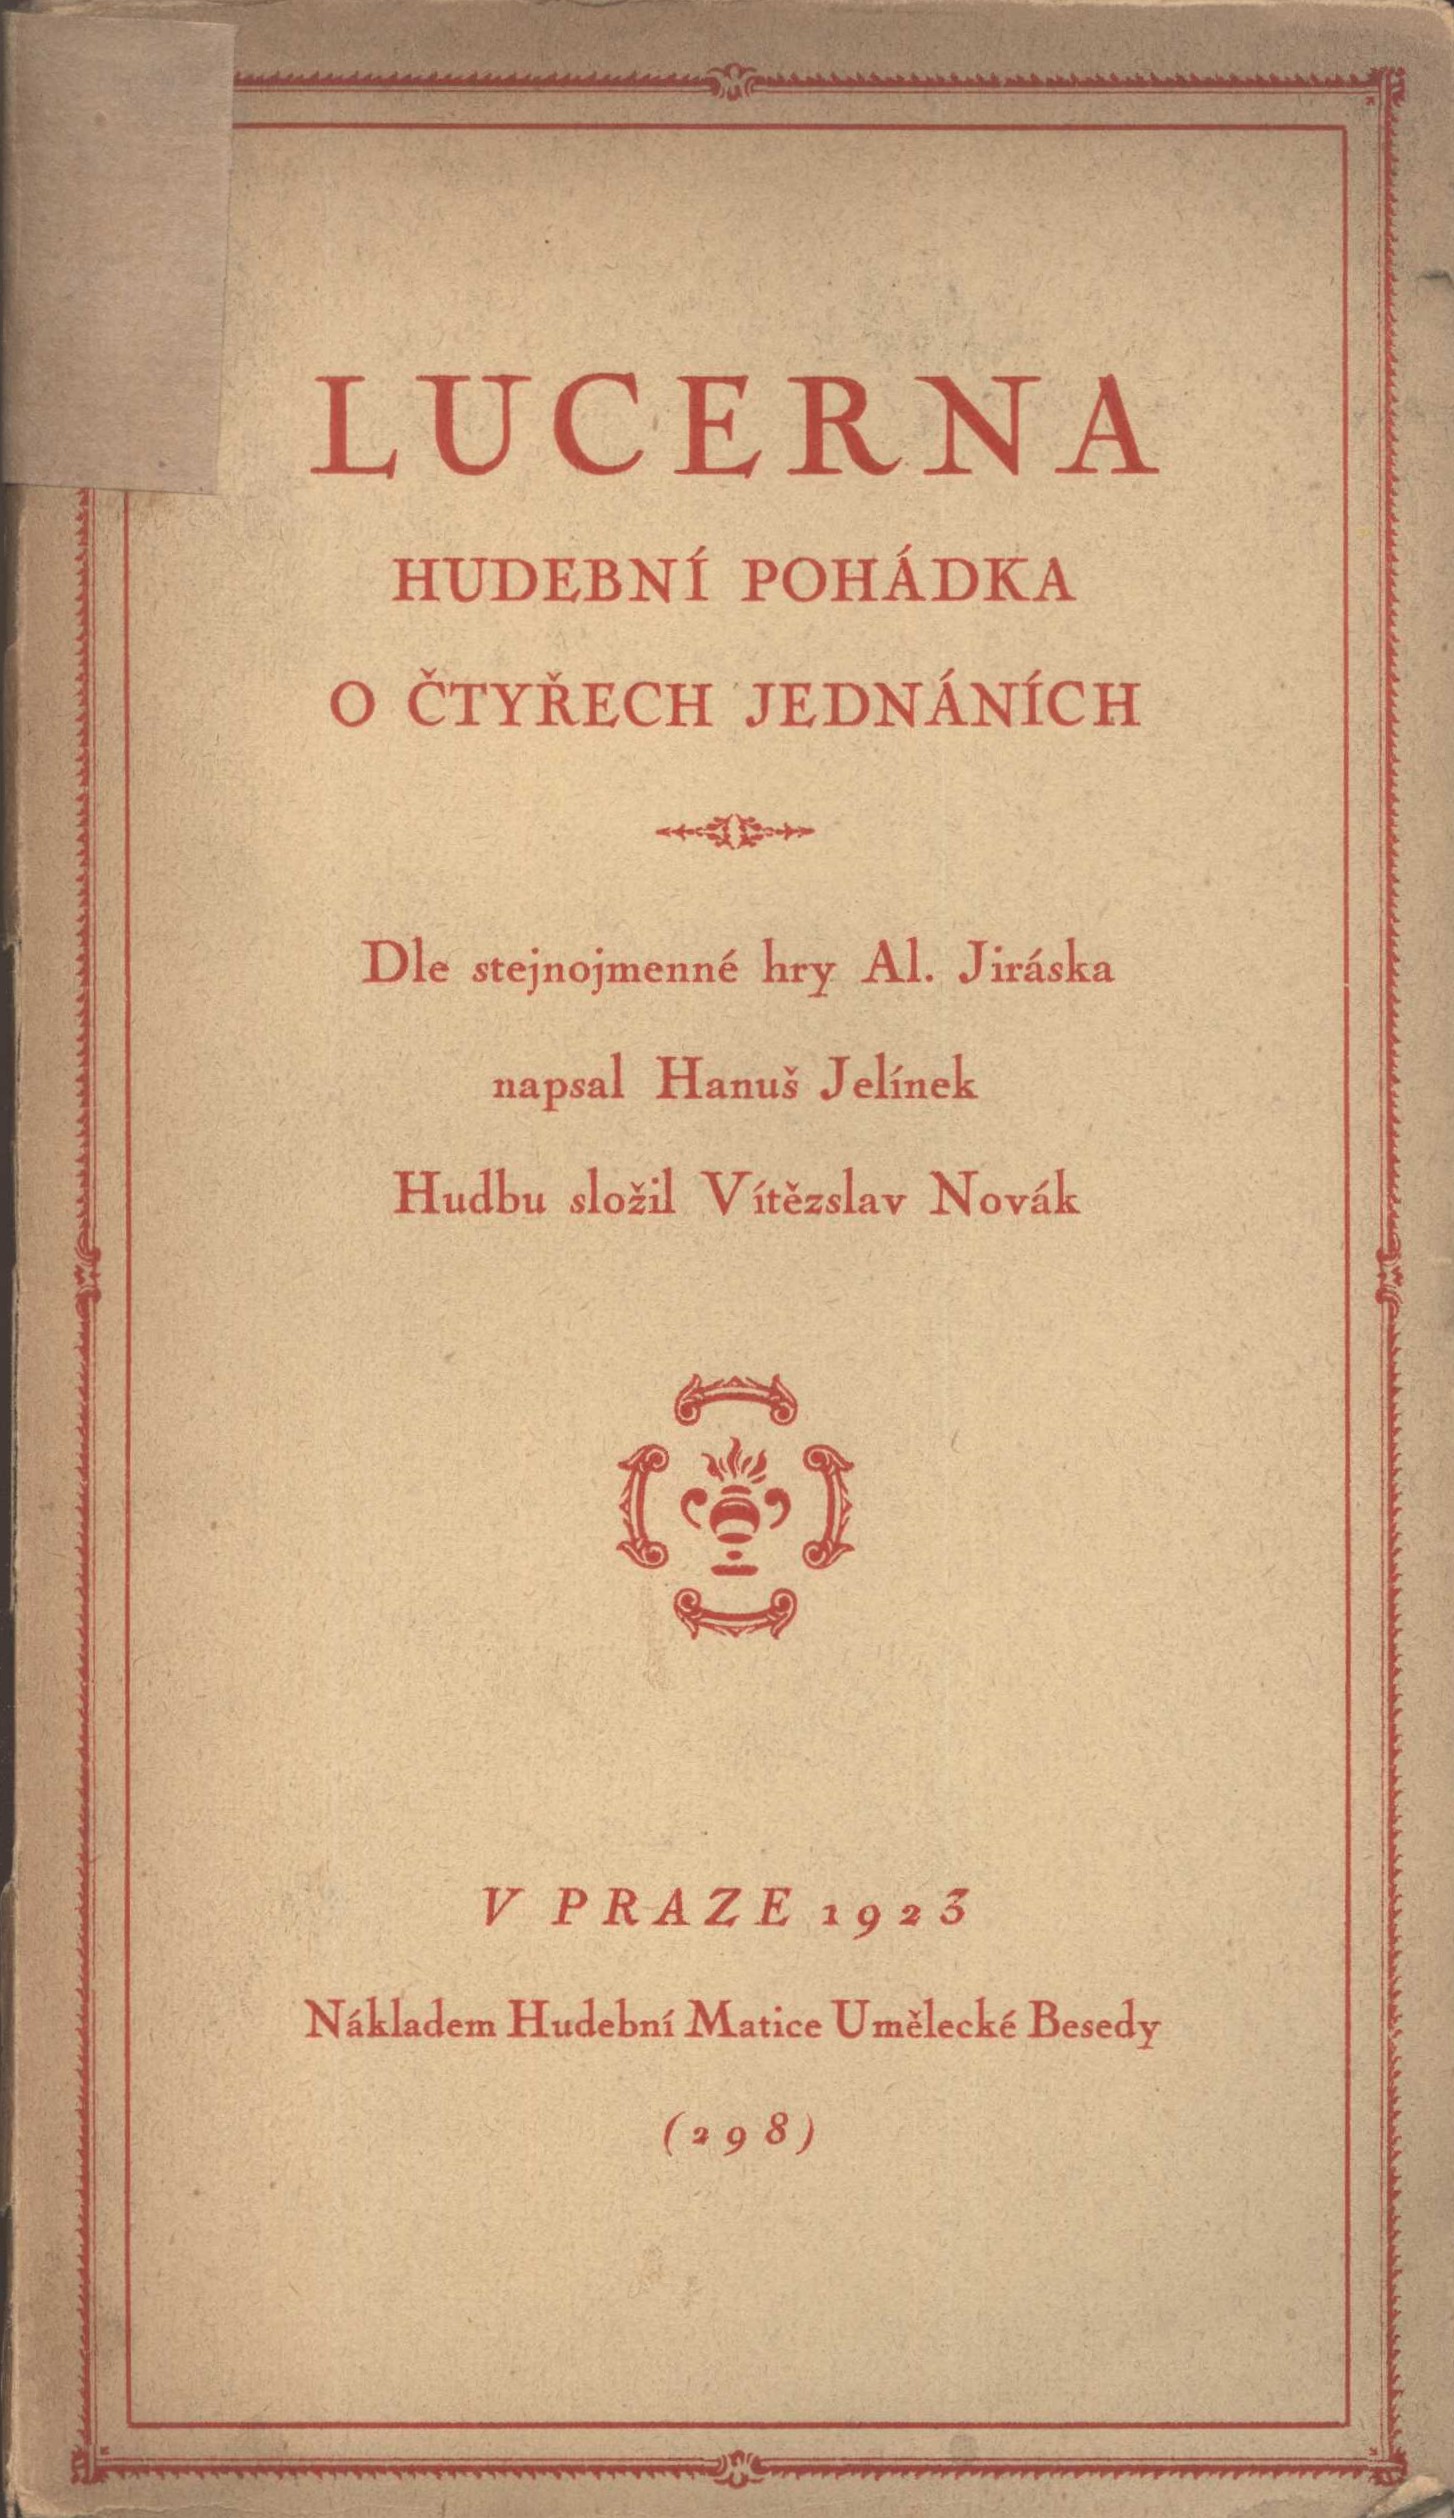 LUCERNA
HUDEBNÍ POHÁDKA
O ČTYŘECH JEDNÁNÍCH
Dle stejnojmenné hry Al. Jiráska
napsal Hanuš Jelínek
Hudbu složil Vítězslav Novák
V PRAZE 1923
Nákladem Hudební Matice Umělecké Besedy
(298)